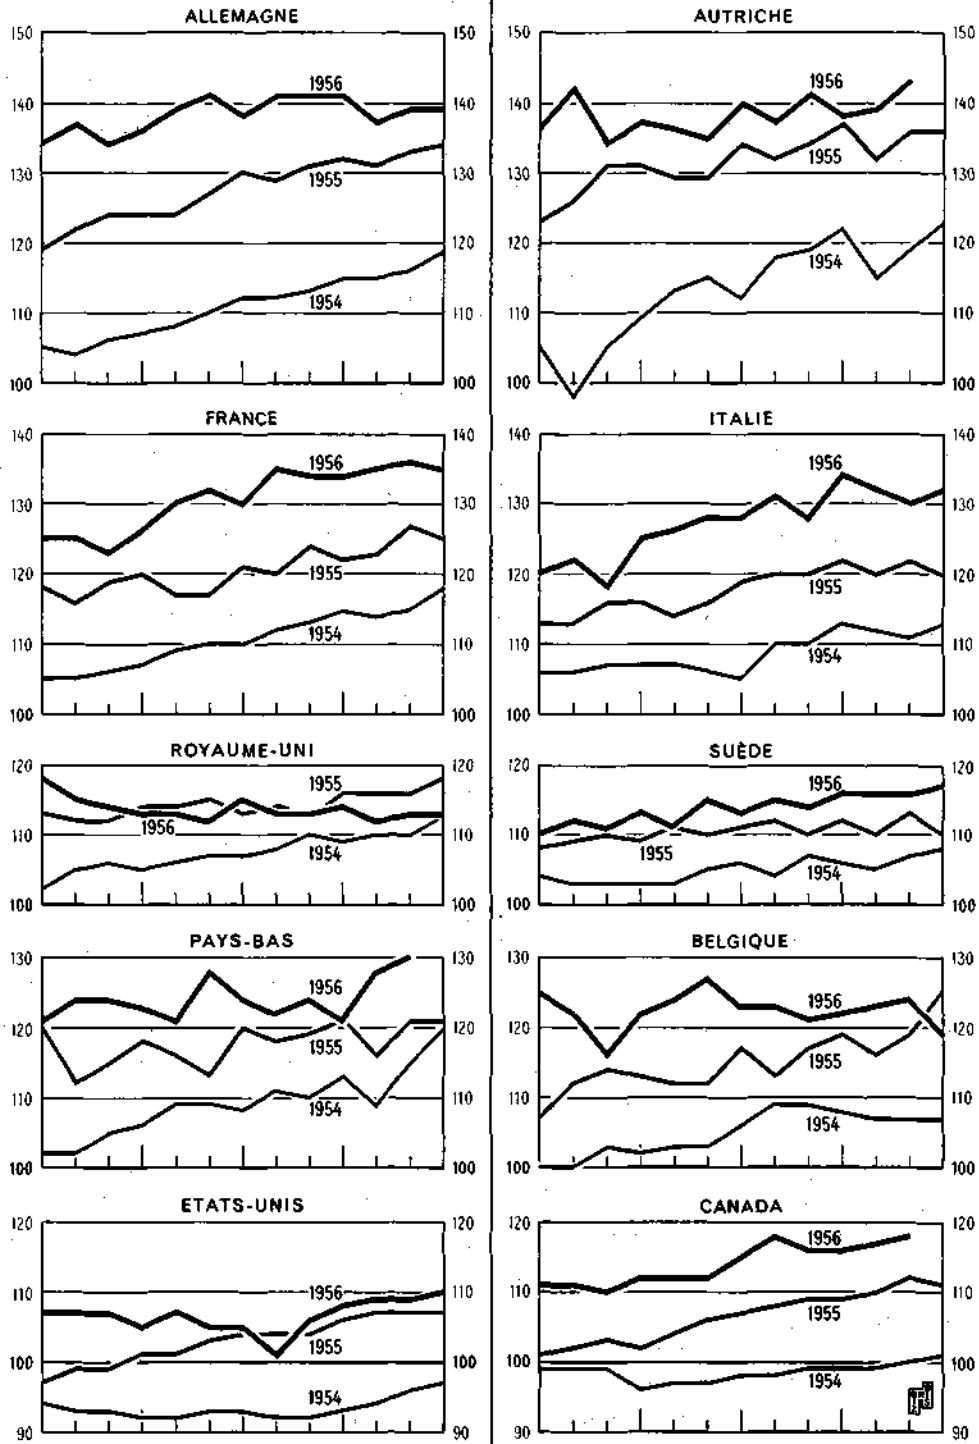 ALLEMAGNE
150 150
140 1956 140
130 1955 130
120 120
110 1954 110
100 100
AUTRICHE
150 150
140 1956 140
130 1955 130
120 1954 120
110 110
100 100
FRANCE
140 140
130 1956 130
120 1955 120
110 1954 110
100 100
ITALIE
140 140
130 1956 130
120 1955 120
110 1954 110
100 100
ROYAUME-UNI
120 1955 120
110 1956 110
1954
100 100
SUÈDE
120 1956 120
110 1955 110
1954
100 100
PAYS-BAS
130 1956 130
120 1955 120
110 1954 110
100 100
BELGIQUE
130 1956 130
120 1955 120
110 1954 110
100 100
ETATS-UNIS
120 120
110 1956 110
100 1955 100
1954
90 90
CANADA
120 1956 120
110 1955 110
100 1954 100
90 90